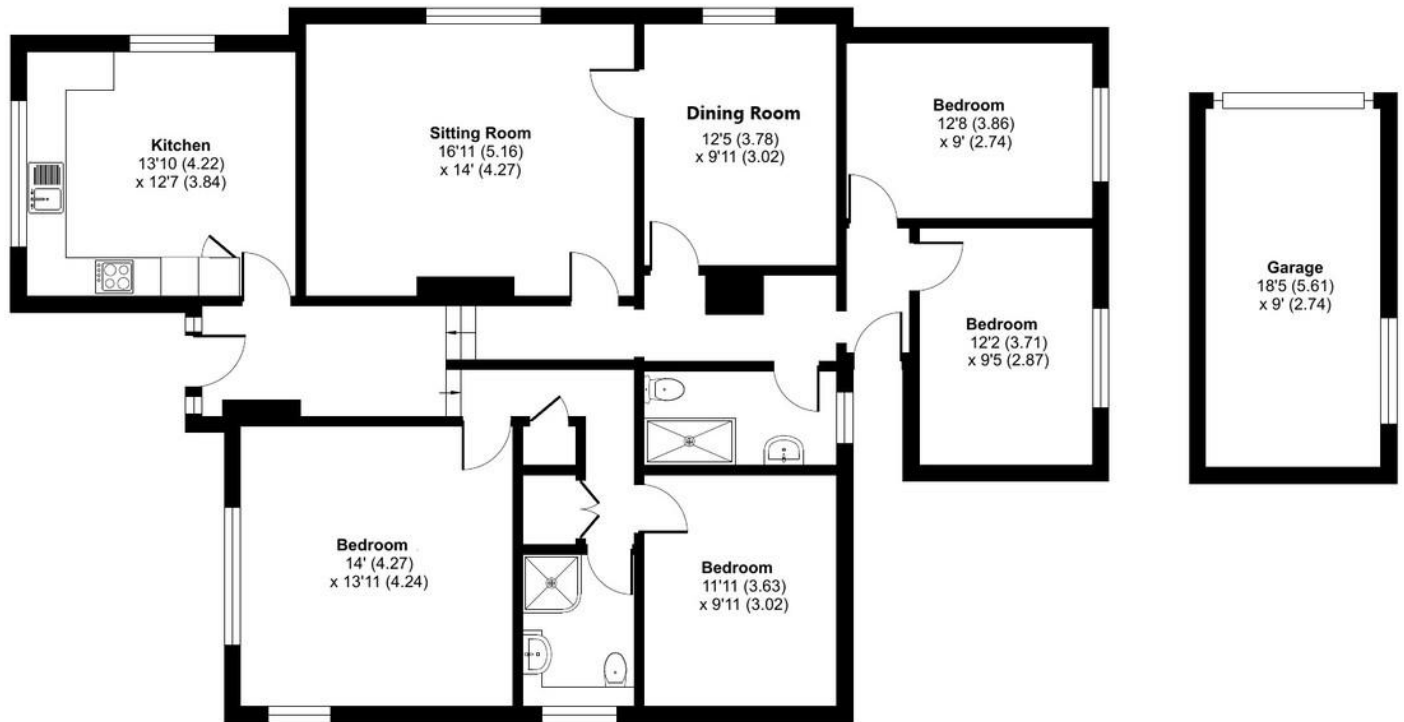 Kitchen
13'10 (4.22)
x 12'7 (3.84)
Sitting Room
16'11 (5.16)
x 14' (4.27)
Dining Room
12'5 (3.78)
x 9'11 (3.02)
Bedroom
12'8 (3.86)
x 9' (2.74)
Bedroom
12'2 (3.71)
x 9'5 (2.87)
Garage
18'5 (5.61)
x 9' (2.74)
Bedroom
14' (4.27)
x 13'11 (4.24)
Bedroom
11'11 (3.63)
x 9'11 (3.02)